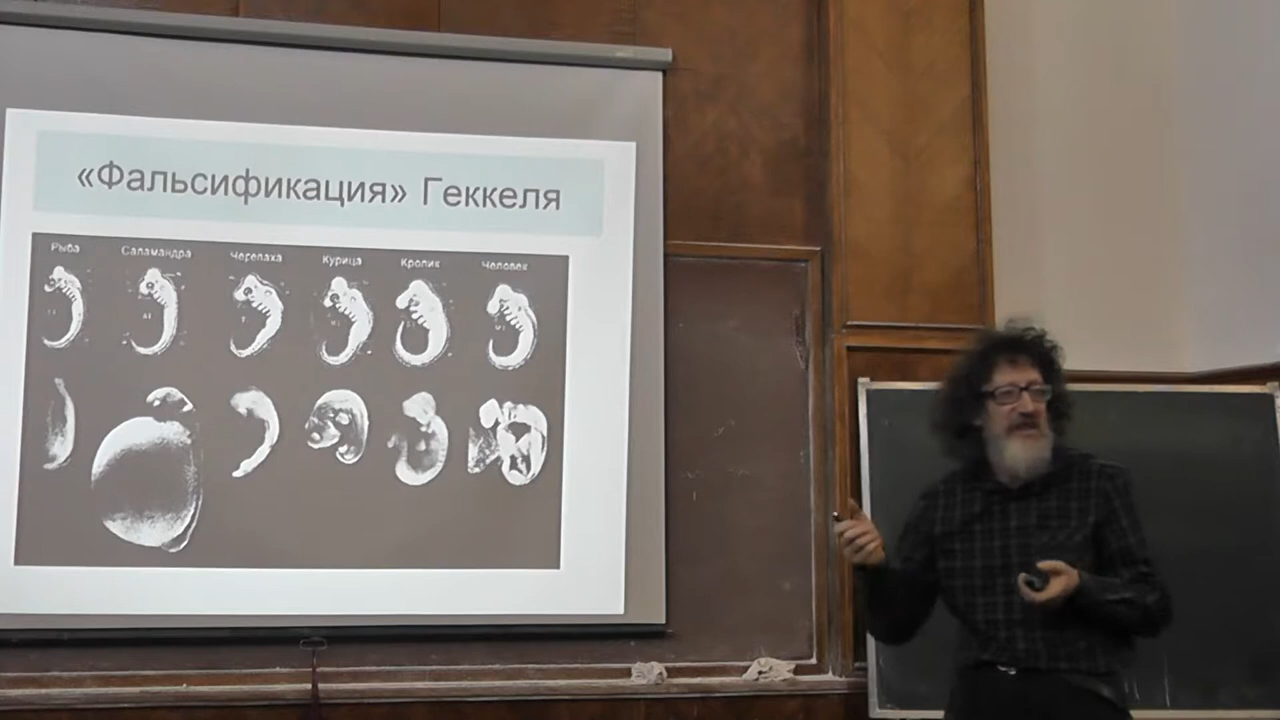 «Фальсификация» Геккеля
Рыба Саламандра Черепаха Курица Кролик Человек